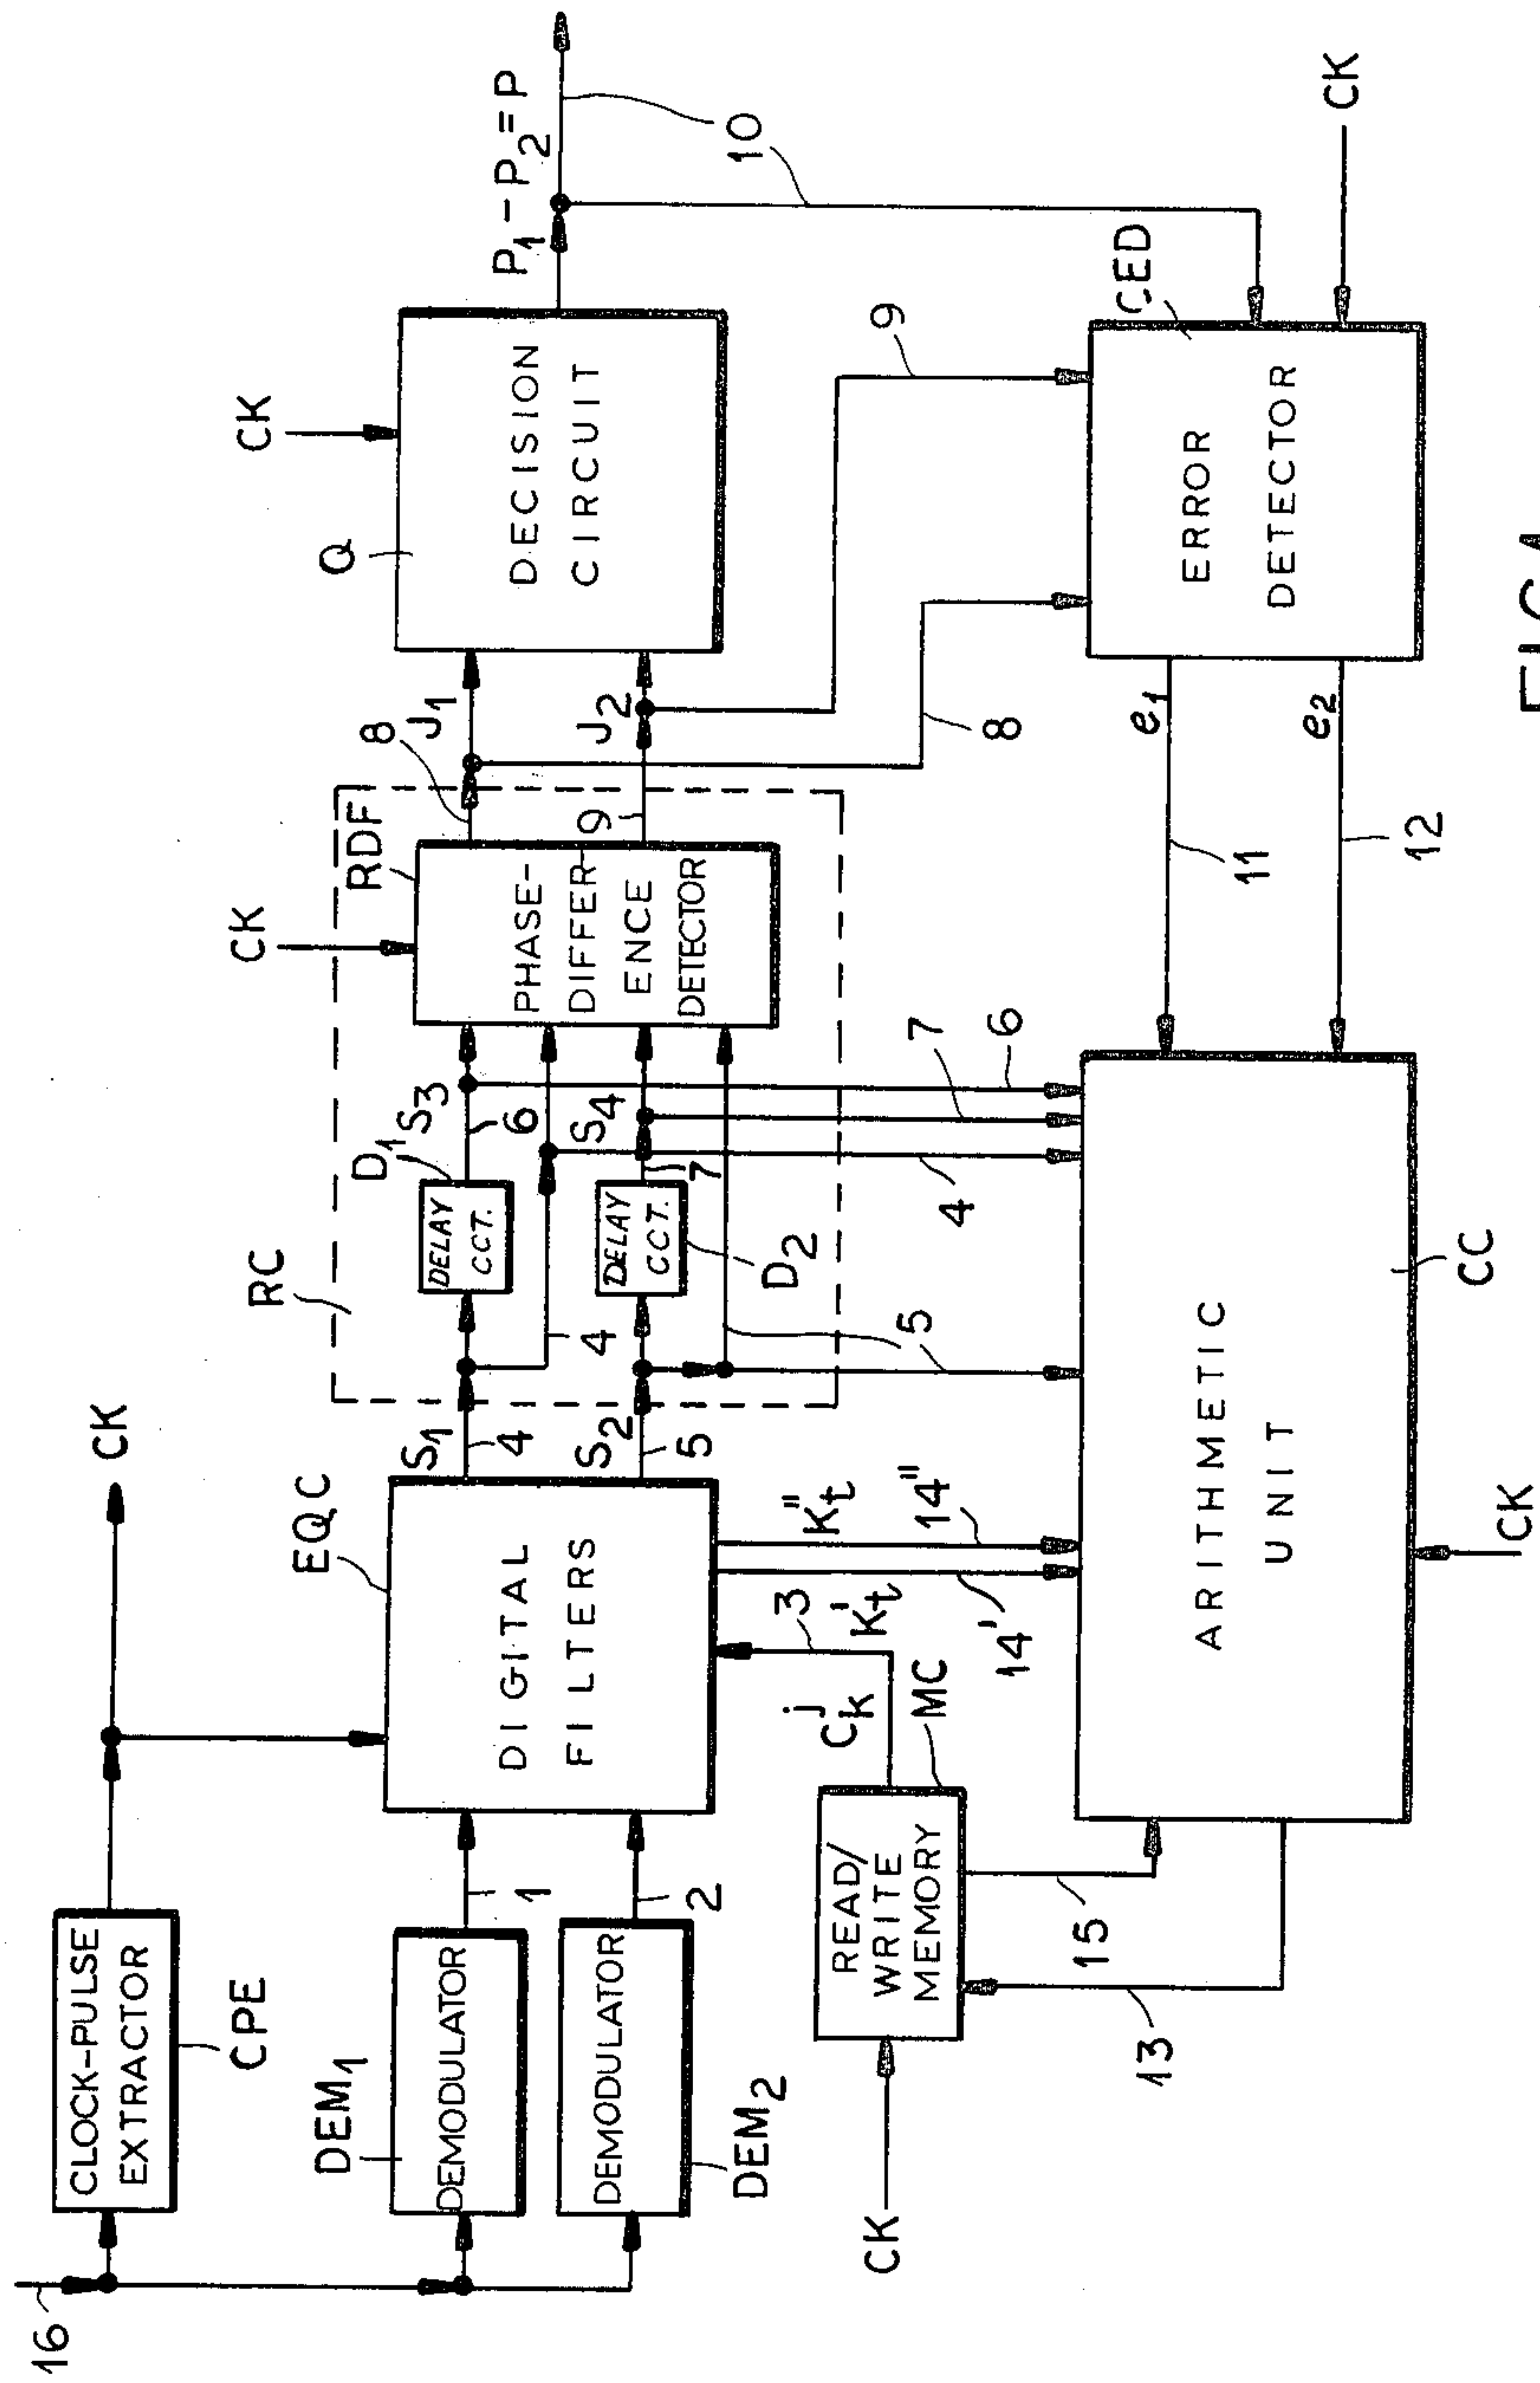 16
CLOCK-PULSE
EXTRACTOR
CPE
CK
DEM1
DEMODULATOR
1
DEMODULATOR
DEM2
2
EQC
DIGITAL
FILTERS
S1
4
S2
5
RC
DELAY
CCT.
D1
S3
6
4
DELAY
CCT.
D2
S4
7
5
CK
RDF
PHASE-
DIFFER-
ENCE
DETECTOR
8
J1
9
J2
CK
Q
DECISION
CIRCUIT
P1 - P2 = P
10
8
9
CK
READ/
WRITE
MEMORY
MC
C^j_k
3
K't
K"t
14'
14"
15
13
ARITHMETIC
UNIT
CC
CK
4
7
6
11
12
e1
e2
ERROR
DETECTOR
CED
CK